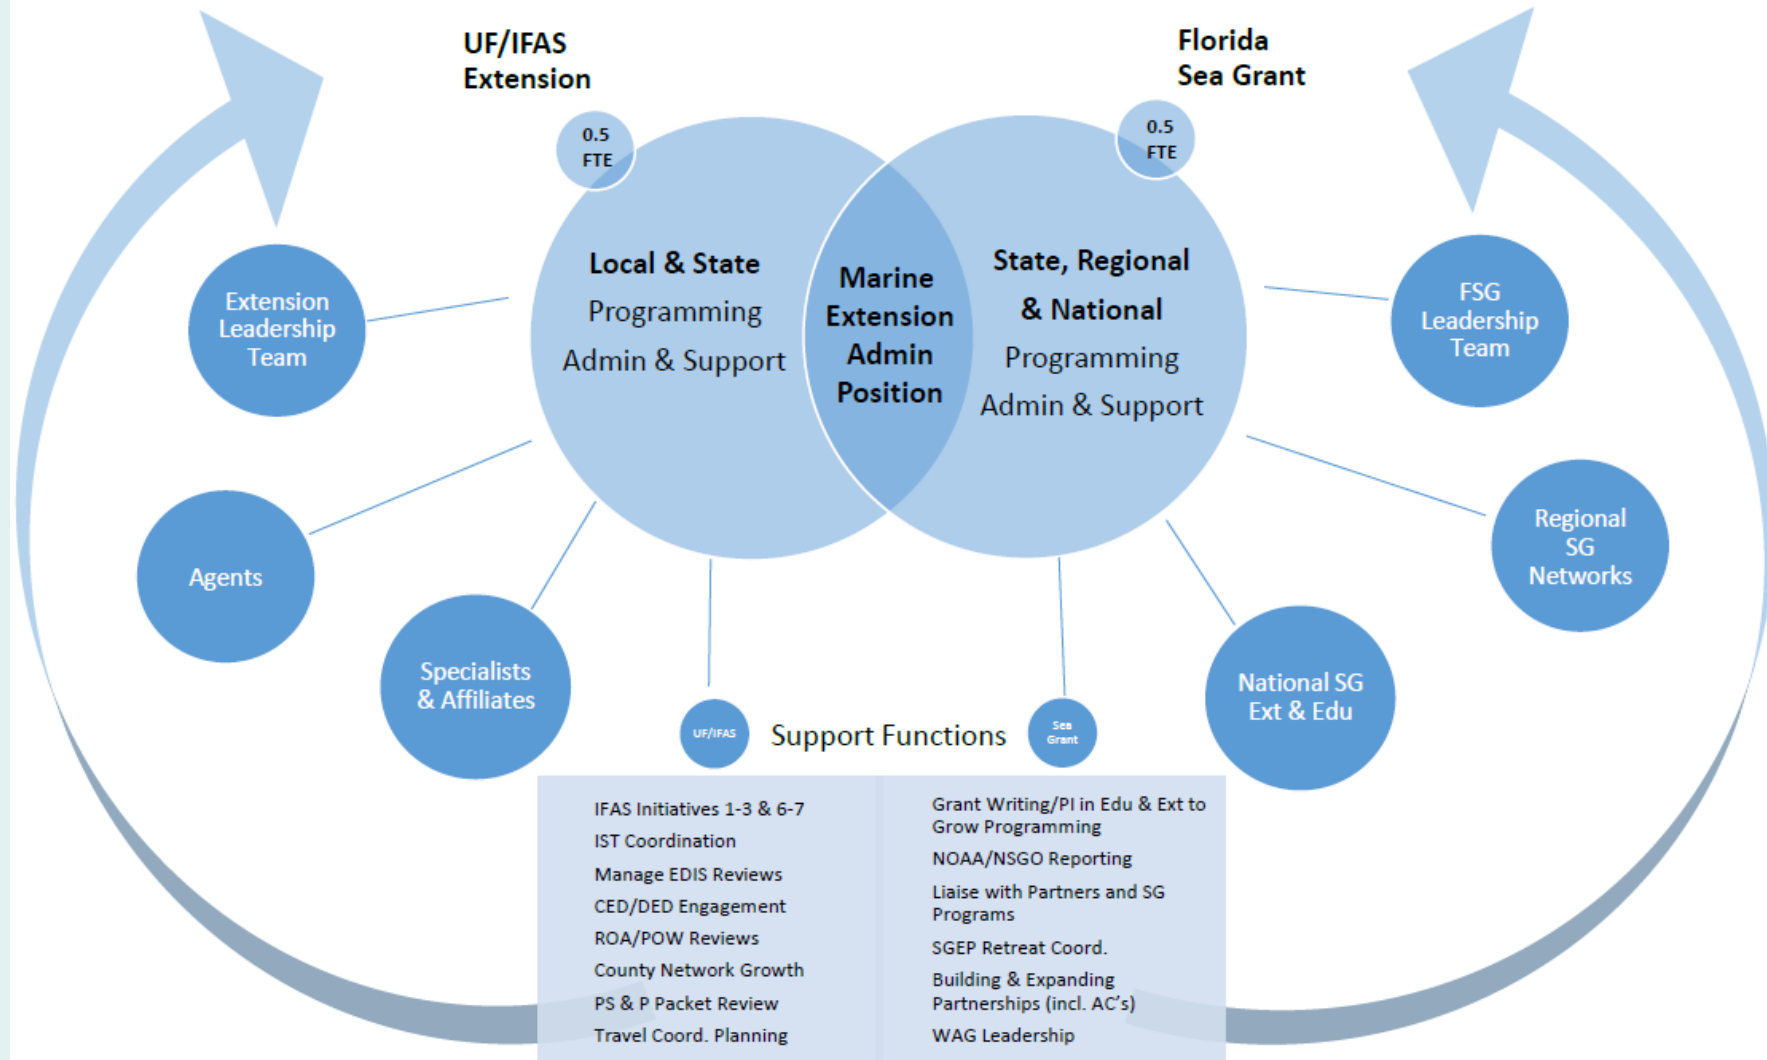 UF/IFAS
Extension
Florida
Sea Grant
0.5
FTE
0.5
FTE
Local & State
Programming
Admin & Support
Marine
Extension
Admin
Position
State, Regional
& National
Programming
Admin & Support
Extension
Leadership
Team
Agents
Specialists
& Affiliates
FSG
Leadership
Team
Regional
SG
Networks
National SG
Ext & Edu
UF/IFAS
Support Functions
Sea
Grant
IFAS Initiatives 1-3 & 6-7
IST Coordination
Manage EDIS Reviews
CED/DED Engagement
ROA/POW Reviews
County Network Growth
PS & P Packet Review
Travel Coord. Planning
Grant Writing/PI in Edu & Ext to
Grow Programming
NOAA/NSGO Reporting
Liaise with Partners and SG
Programs
SGEP Retreat Coord.
Building & Expanding
Partnerships (incl. AC's)
WAG Leadership